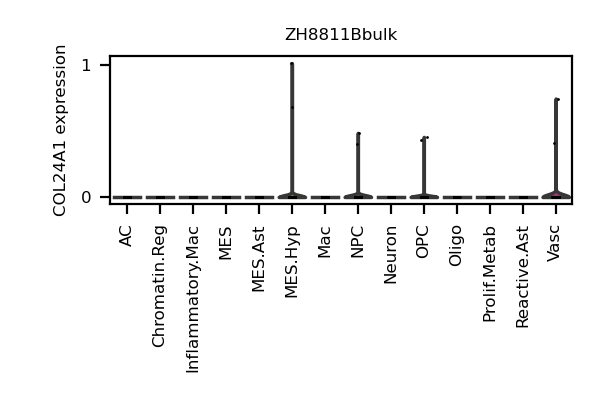 ZH8811Bbulk
COL24A1 expression
1
0
AC
Chromatin.Reg
Inflammatory.Mac
MES
MES.Ast
MES.Hyp
Mac
NPC
Neuron
OPC
Oligo
Prolif.Metab
Reactive.Ast
Vasc